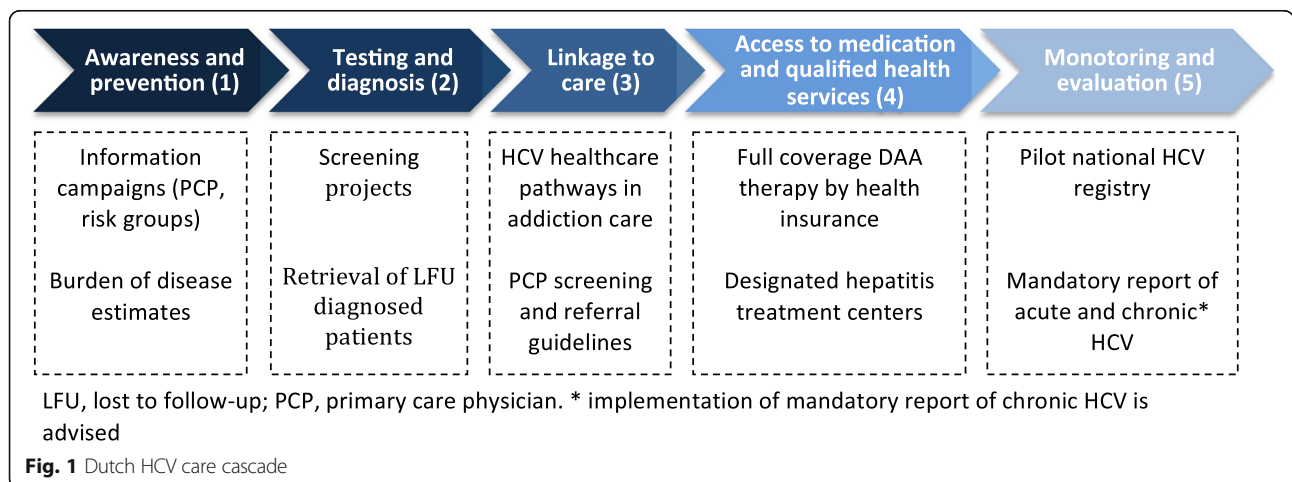 Awareness and
prevention (1)
Testing and
diagnosis (2)
Linkage to
care (3)
Access to medication
and qualified health
services (4)
Monotoring and
evaluation (5)
Information
campaigns (PCP,
risk groups)
Burden of disease
estimates
Screening
projects
Retrieval of LFU
diagnosed
patients
HCV healthcare
pathways in
addiction care
PCP screening
and referral
guidelines
Full coverage DAA
therapy by health
insurance
Designated hepatitis
treatment centers
Pilot national HCV
registry
Mandatory report of
acute and chronic*
HCV
LFU, lost to follow-up; PCP, primary care physician. * implementation of mandatory report of chronic HCV is
advised
Fig. 1 Dutch HCV care cascade